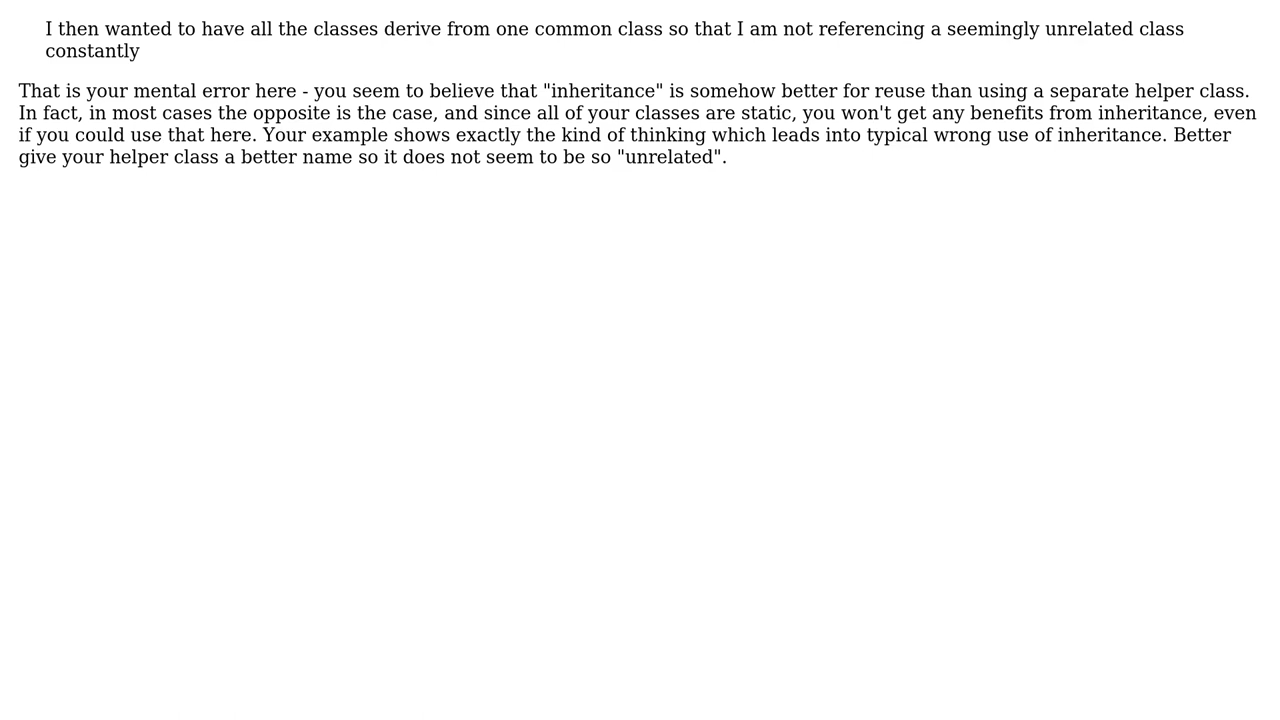 I then wanted to have all the classes derive from one common class so that I am not referencing a seemingly unrelated class
constantly
That is your mental error here - you seem to believe that "inheritance" is somehow better for reuse than using a separate helper class.
In fact, in most cases the opposite is the case, and since all of your classes are static, you won't get any benefits from inheritance, even
if you could use that here. Your example shows exactly the kind of thinking which leads into typical wrong use of inheritance. Better
give your helper class a better name so it does not seem to be so "unrelated".